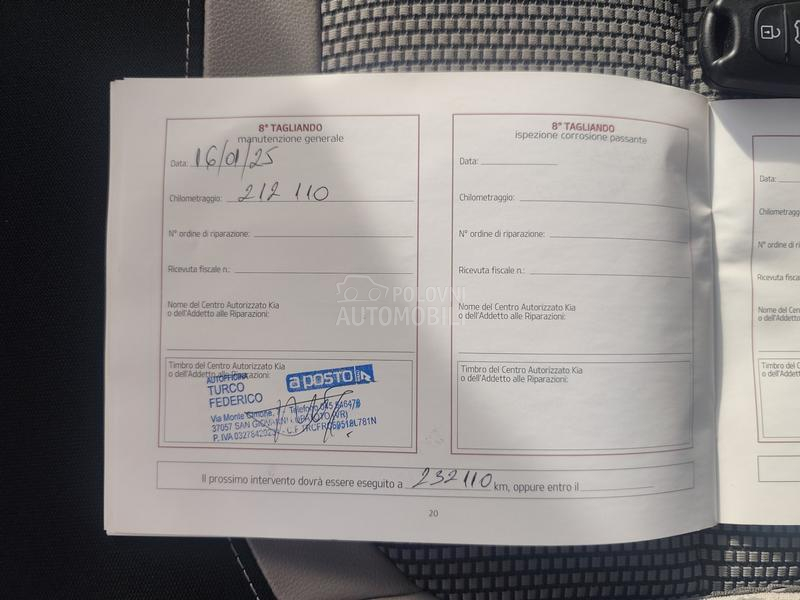 8° TAGLIANDO
manutenzione generale
Data: 16/01/25
Chilometraggio: 212 110
N° ordine di riparazione:
Ricevuta fiscale n.:
Nome del Centro Autorizzato Kia
o dell'Addetto alle Riparazioni:
Timbro del Centro Autorizzato Kia
o dell'Addetto alle Riparazioni:
AUTOFFICINA
TURCO
FEDERICO
a posto
Via Monte
37057 SAN GIOVANNI (VR)
P. IVA
8° TAGLIANDO
ispezione corrosione passante
Data:
Chilometraggio:
N° ordine di riparazione:
Ricevuta fiscale n.:
Nome del Centro Autorizzato Kia
o dell'Addetto alle Riparazioni:
Timbro del Centro Autorizzato Kia
o dell'Addetto alle Riparazioni:
Il prossimo intervento dovrà essere eseguito a 232 110 km, oppure entro il
20
Data:
POLOVNI
AUTOMOBILI